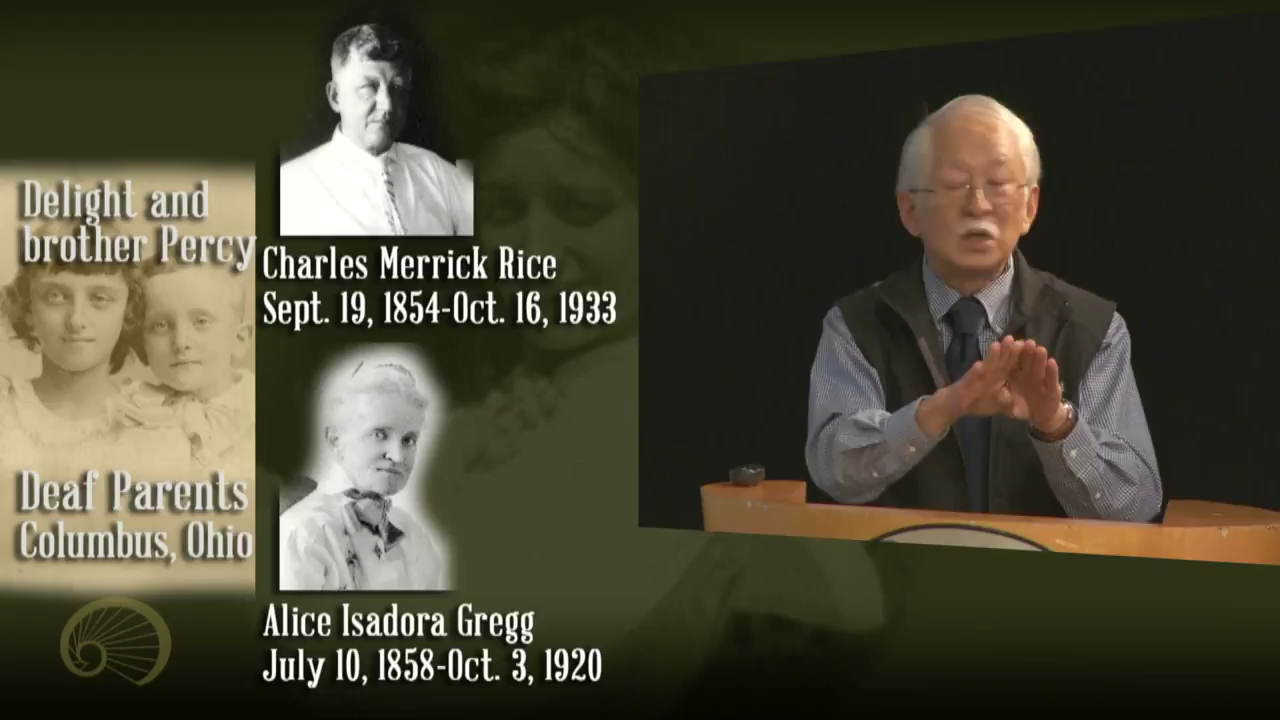 Delight and
brother Percy
Deaf Parents
Columbus, Ohio
Charles Merrick Rice
Sept. 19, 1854-Oct. 16, 1933
Alice Isadora Gregg
July 10, 1858-Oct. 3, 1920